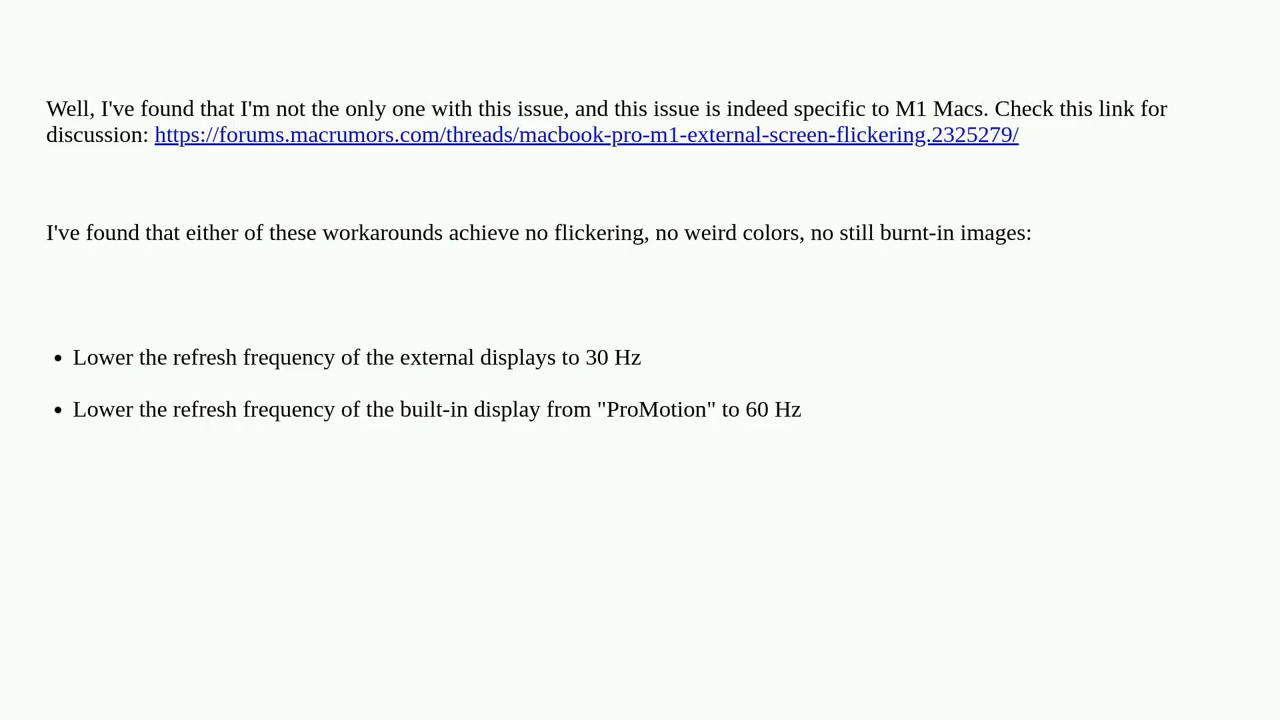 Well, I've found that I'm not the only one with this issue, and this issue is indeed specific to M1 Macs. Check this link for
discussion: https://forums.macrumors.com/threads/macbook-pro-m1-external-screen-flickering.2325279/
I've found that either of these workarounds achieve no flickering, no weird colors, no still burnt-in images:
• Lower the refresh frequency of the external displays to 30 Hz
• Lower the refresh frequency of the built-in display from "ProMotion" to 60 Hz